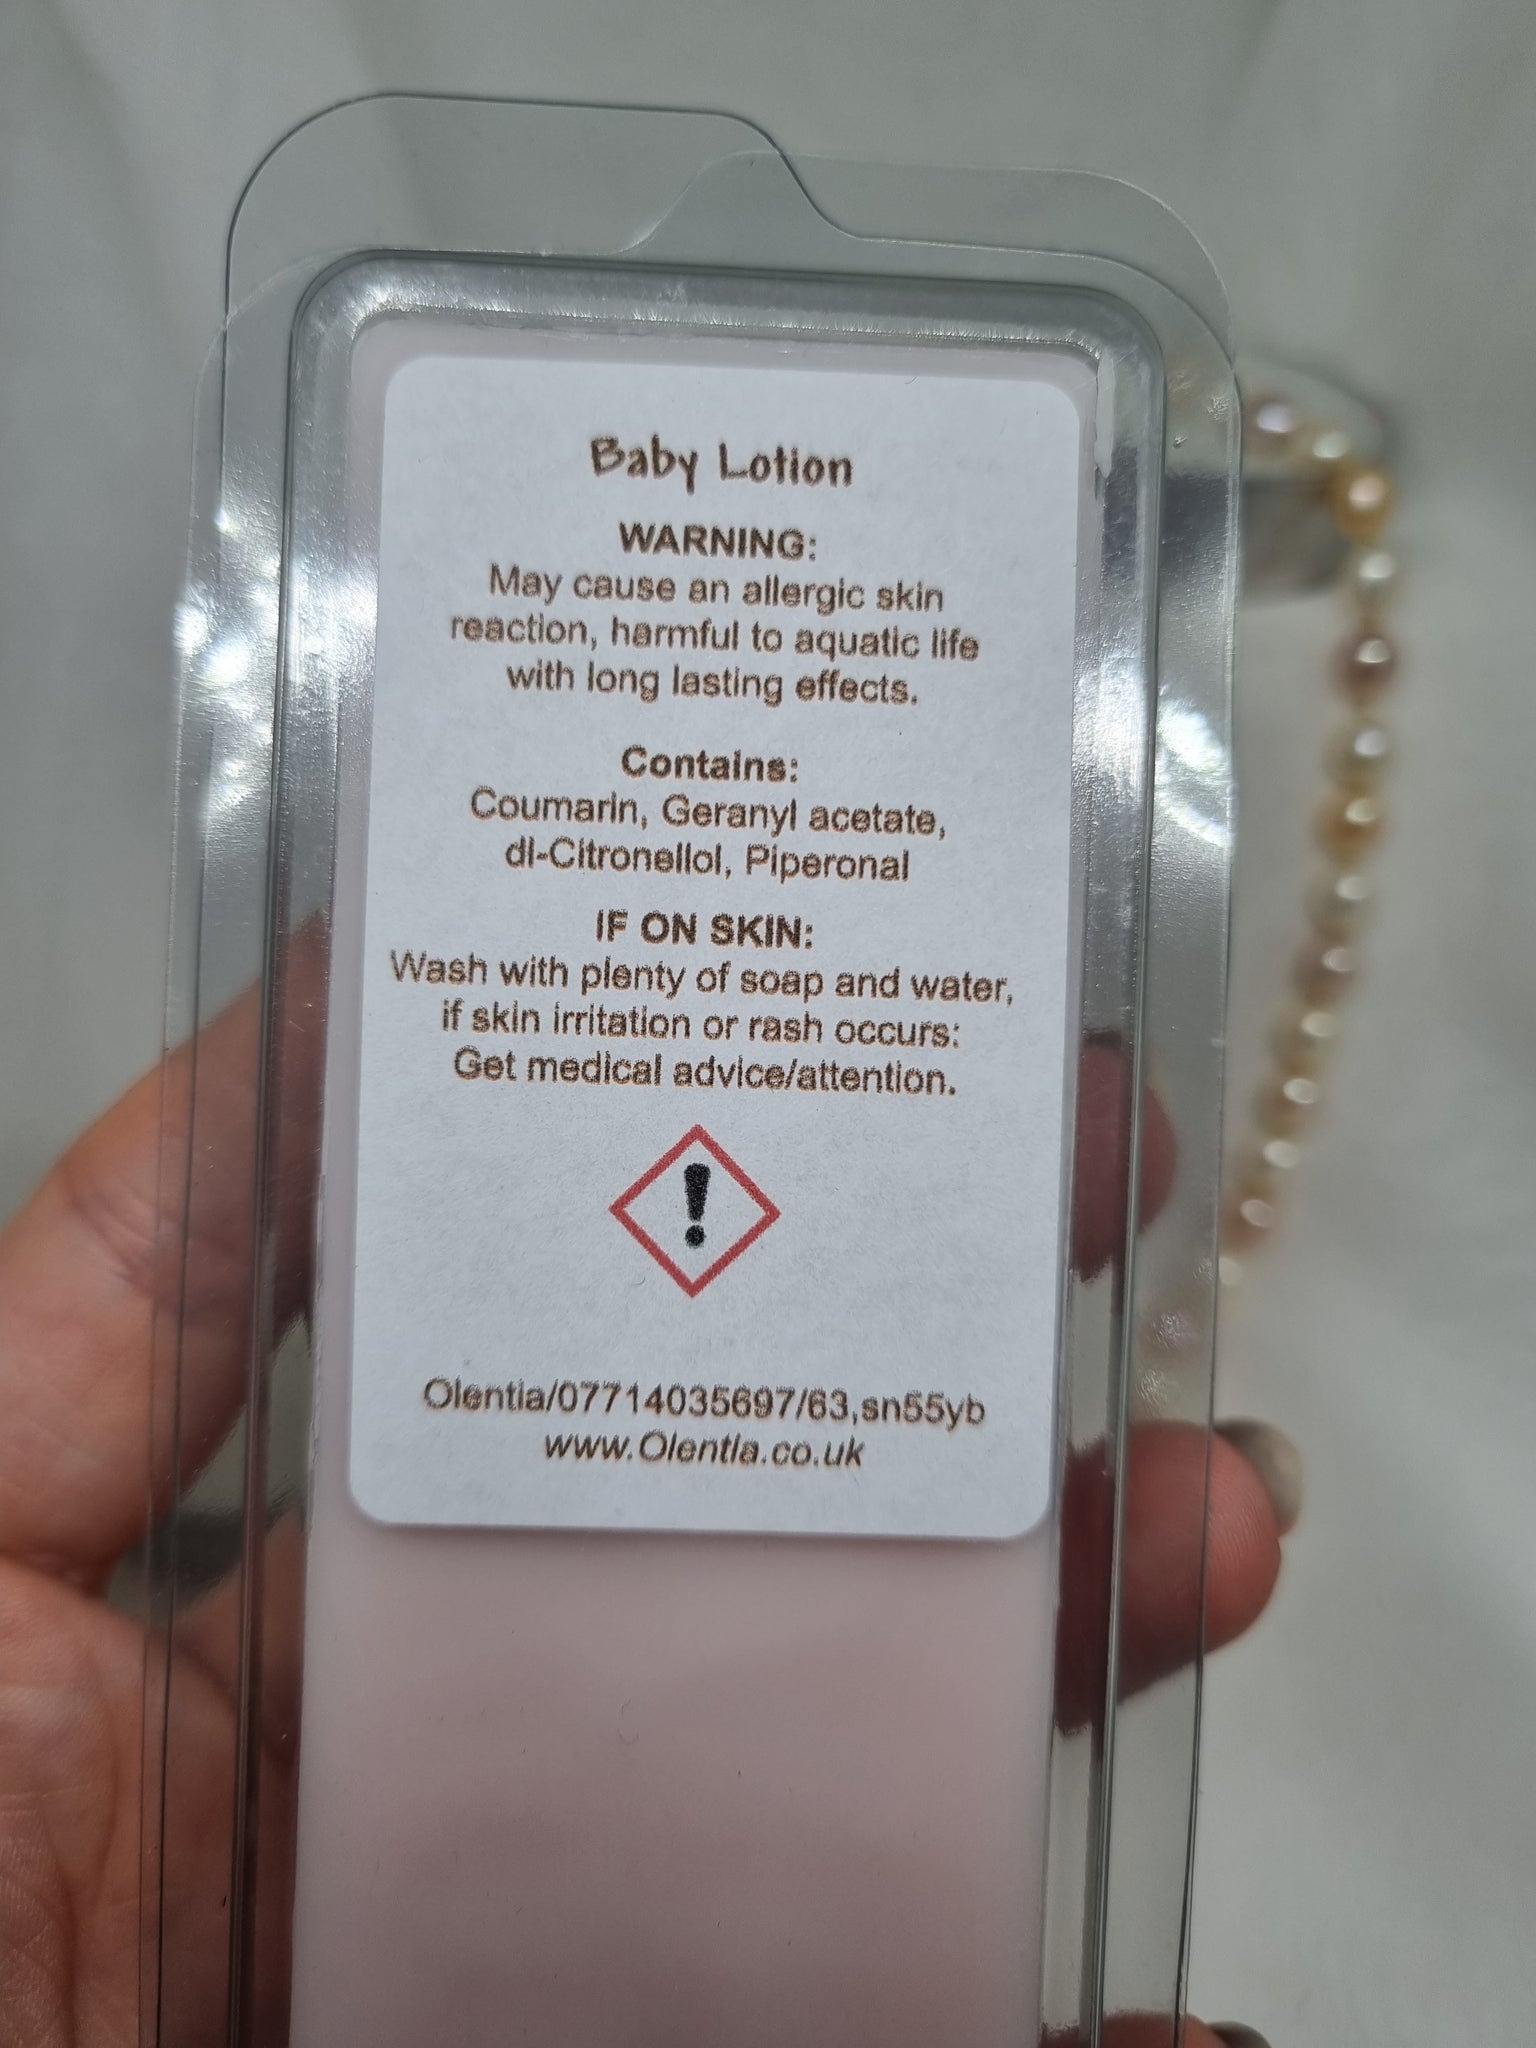 Baby Lotion
WARNING:
May cause an allergic skin
reaction, harmful to aquatic life
with long lasting effects.
Contains:
Coumarin, Geranyl acetate,
dl-Citronellol, Piperonal
IF ON SKIN:
Wash with plenty of soap and water,
if skin irritation or rash occurs:
Get medical advice/attention.
!
Olentia/07714035697/63,sn55yb
www.Olentia.co.uk